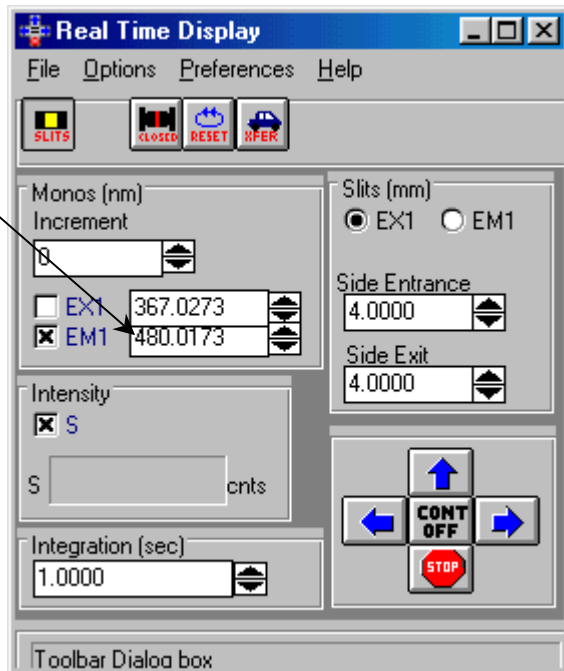 Real Time Display
File Options Preferences Help
SLITS CLOSED RESET XFER
Monos (nm)
Increment
0
EX1 367.0273
EM1 480.0173
Slits (mm)
EX1 EM1
Side Entrance
4.0000
Side Exit
4.0000
Intensity
S
S cnts
Integration (sec)
1.0000
CONT
OFF
STOP
Toolbar Dialog box